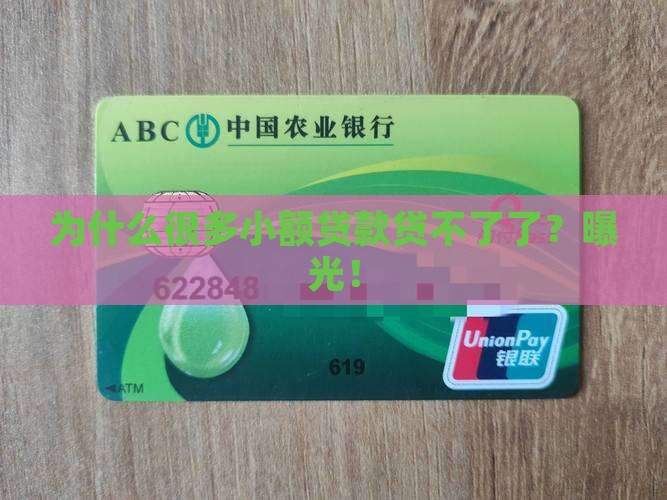 ABC 中国农业银行
为什么很多小额贷款贷不了了？曝
光！
622848
UnionPay
银联
619
◄ATM